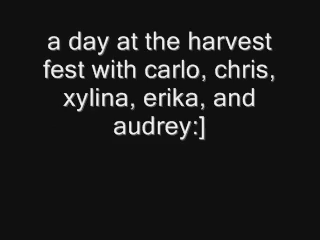 a day at the harvest
fest with carlo, chris,
xylina, erika, and
audrey:]